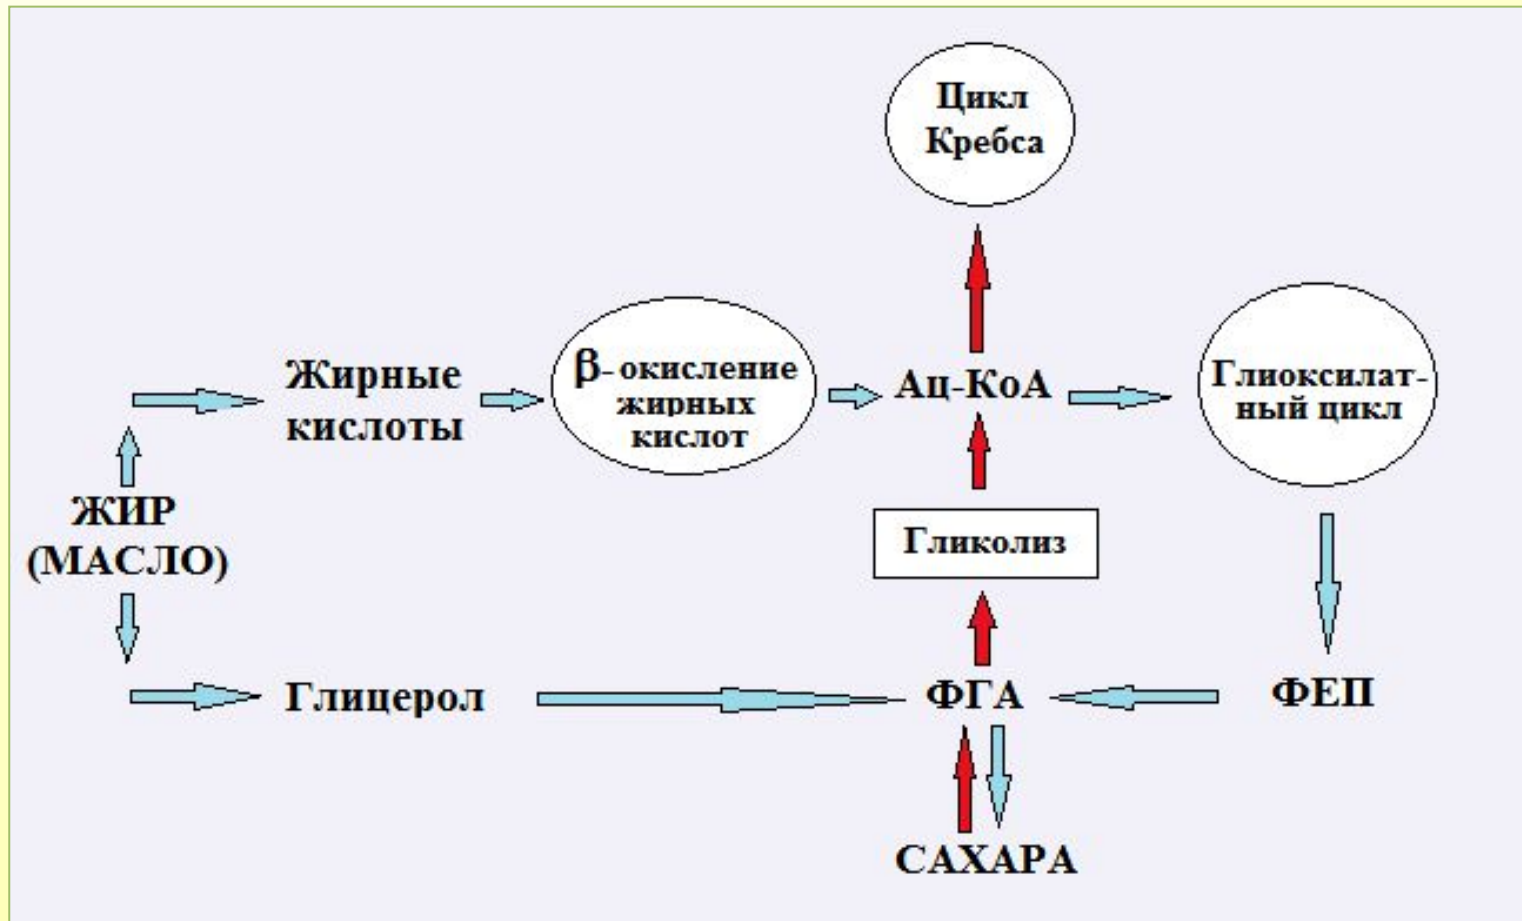 Цикл
Кребса
Жирные
кислоты
β- окисление
жирных
кислот
Ац-КоА
Глиоксилат-
ный цикл
ЖИР
(МАСЛО)
Гликолиз
Глицерол
ФГА
ФЕП
САХАРА